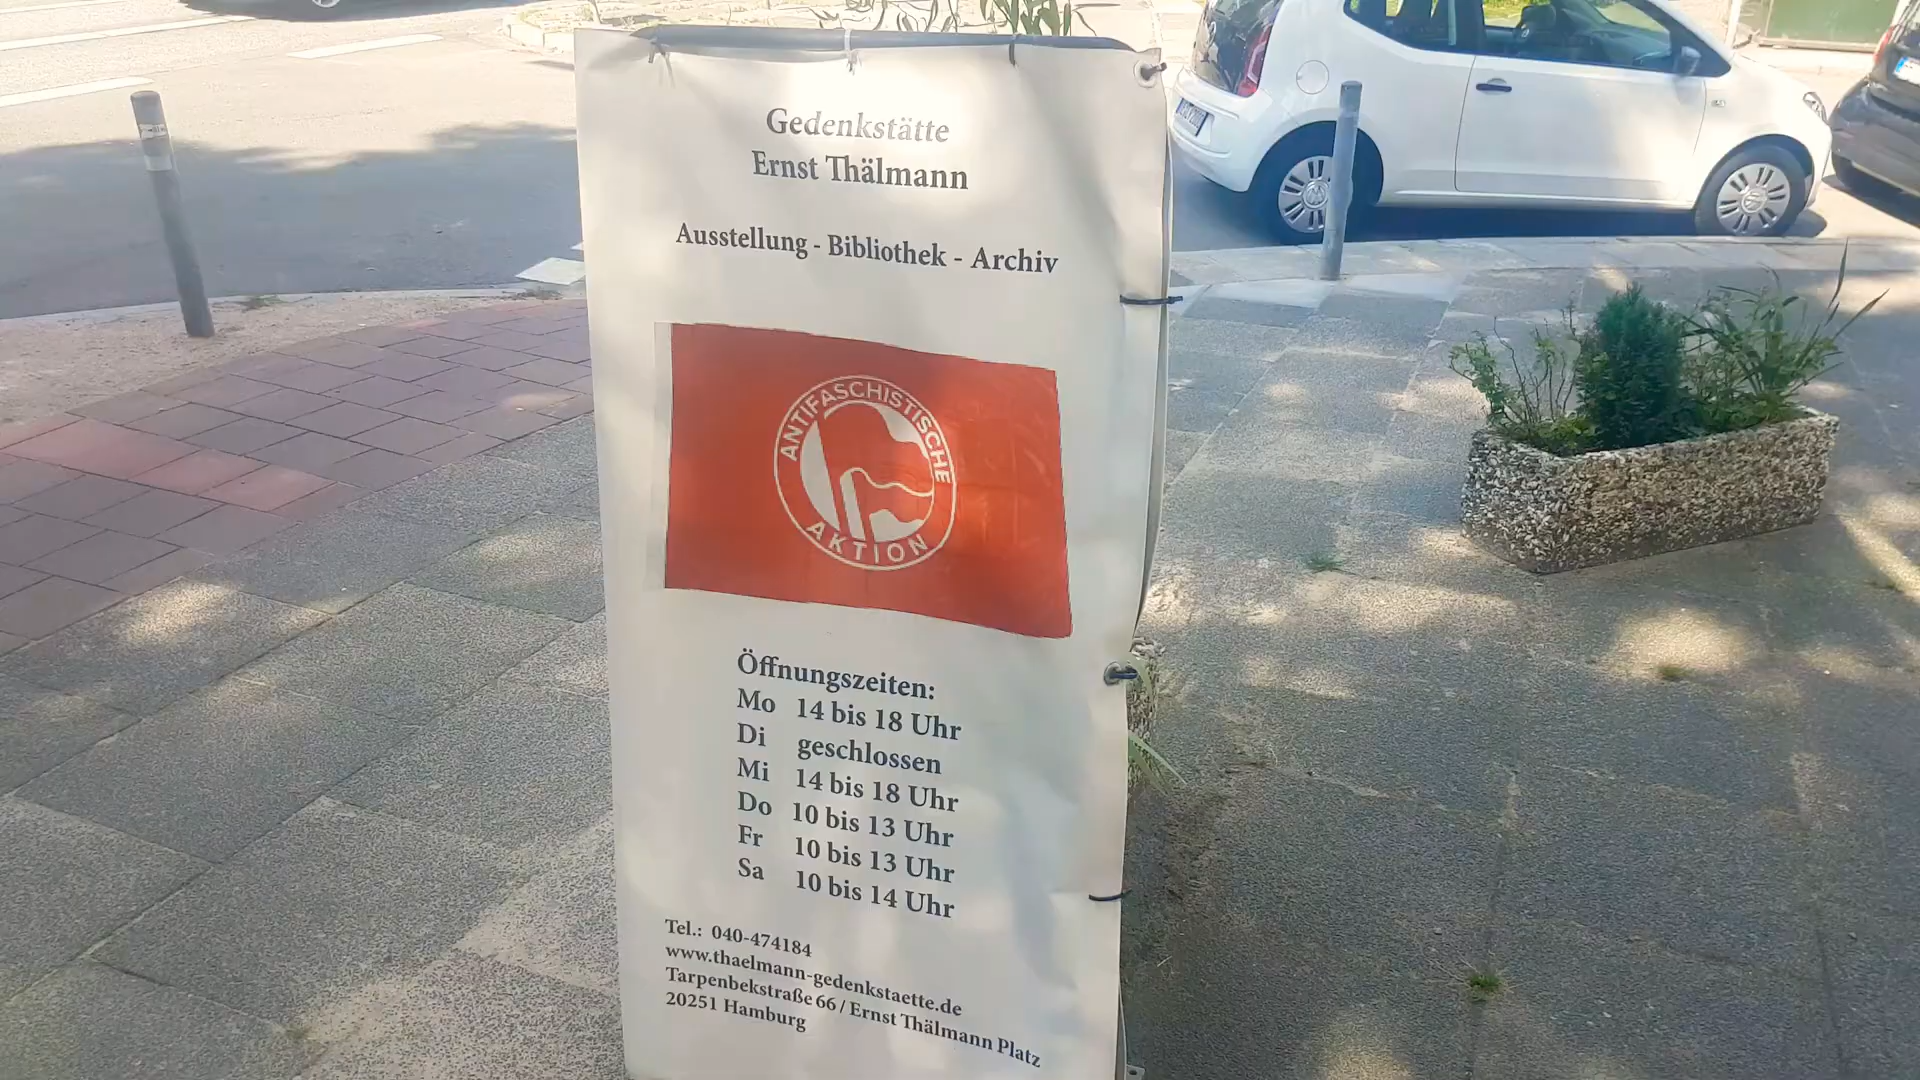 Gedenkstätte
Ernst Thälmann
Ausstellung - Bibliothek - Archiv
ANTIFASCHISTISCHE
AKTION
Öffnungszeiten:
Mo 14 bis 18 Uhr
Di geschlossen
Mi 14 bis 18 Uhr
Do 10 bis 13 Uhr
Fr 10 bis 13 Uhr
Sa 10 bis 14 Uhr
Tel.: 040-474184
www.thaelmann-gedenkstaette.de
Tarpenbekstraße 66 / Ernst Thälmann Platz
20251 Hamburg